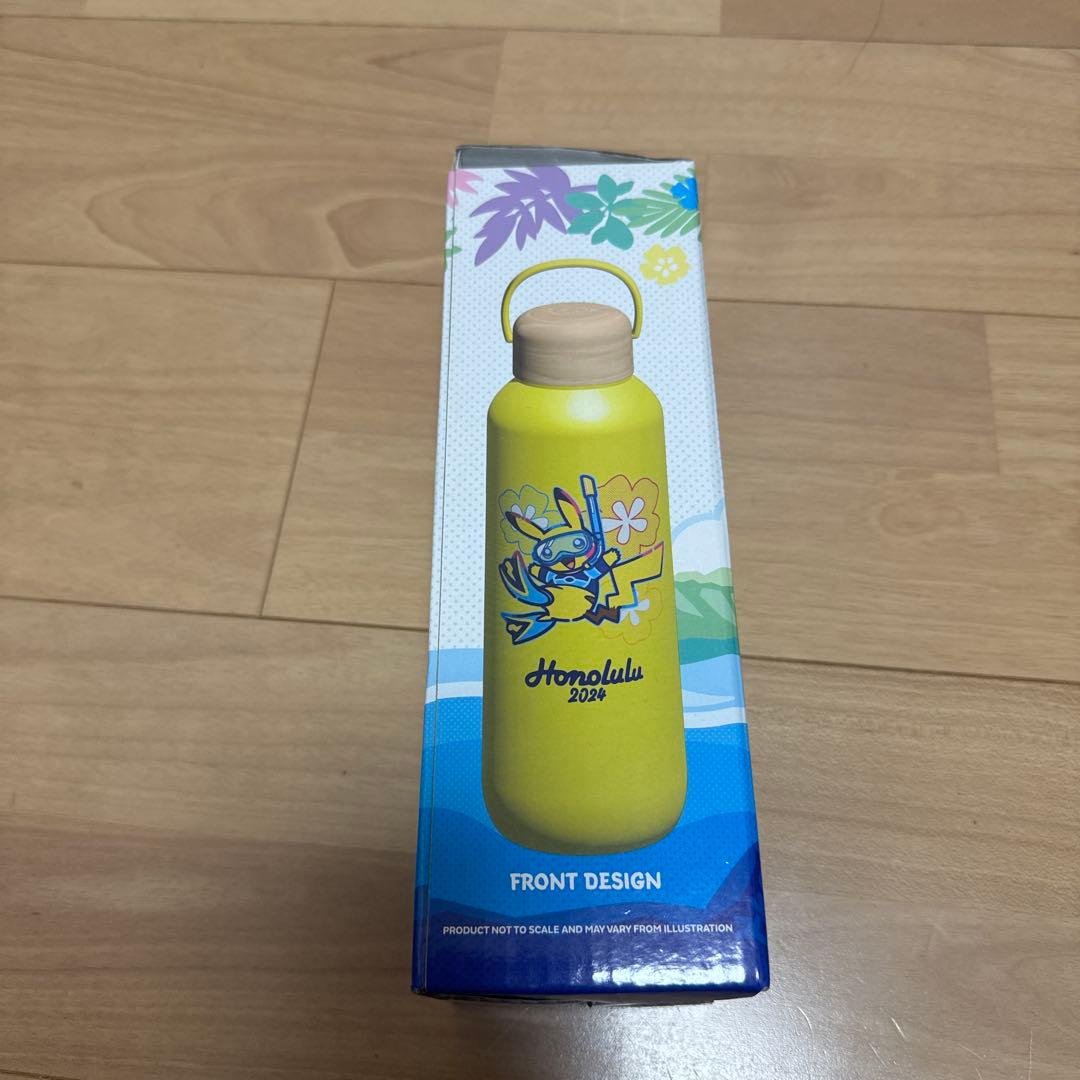 Honolulu
2024
FRONT DESIGN
PRODUCT NOT TO SCALE AND MAY VARY FROM ILLUSTRATION